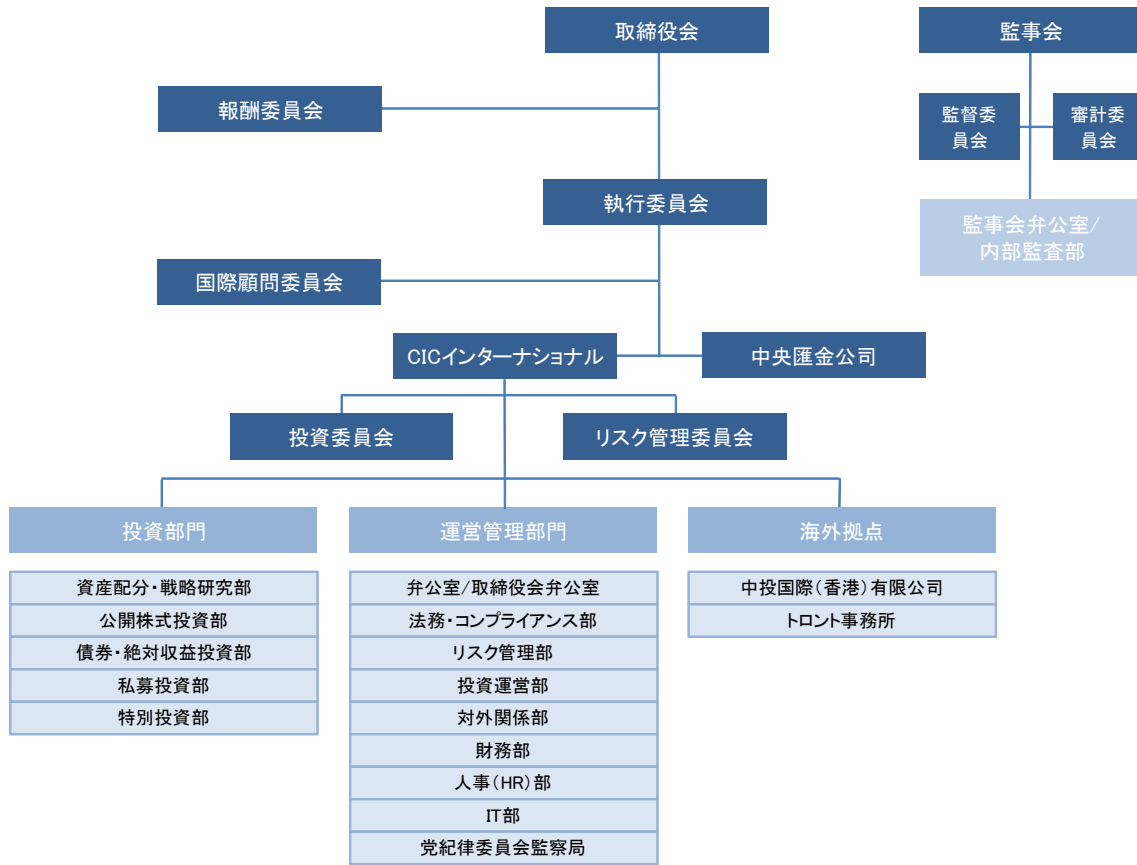 取締役会
監事会
報酬委員会
監督委
員会
審計委
員会
執行委員会
監事会弁公室/
内部監査部
国際顧問委員会
CICインターナショナル
中央匯金公司
投資委員会
リスク管理委員会
投資部門
運営管理部門
海外拠点
資産配分・戦略研究部
公開株式投資部
債券・絶対収益投資部
私募投資部
特別投資部
弁公室/取締役会弁公室
法務・コンプライアンス部
リスク管理部
投資運営部
対外関係部
財務部
人事(HR)部
IT部
党紀律委員会監察局
中投国際(香港)有限公司
トロント事務所